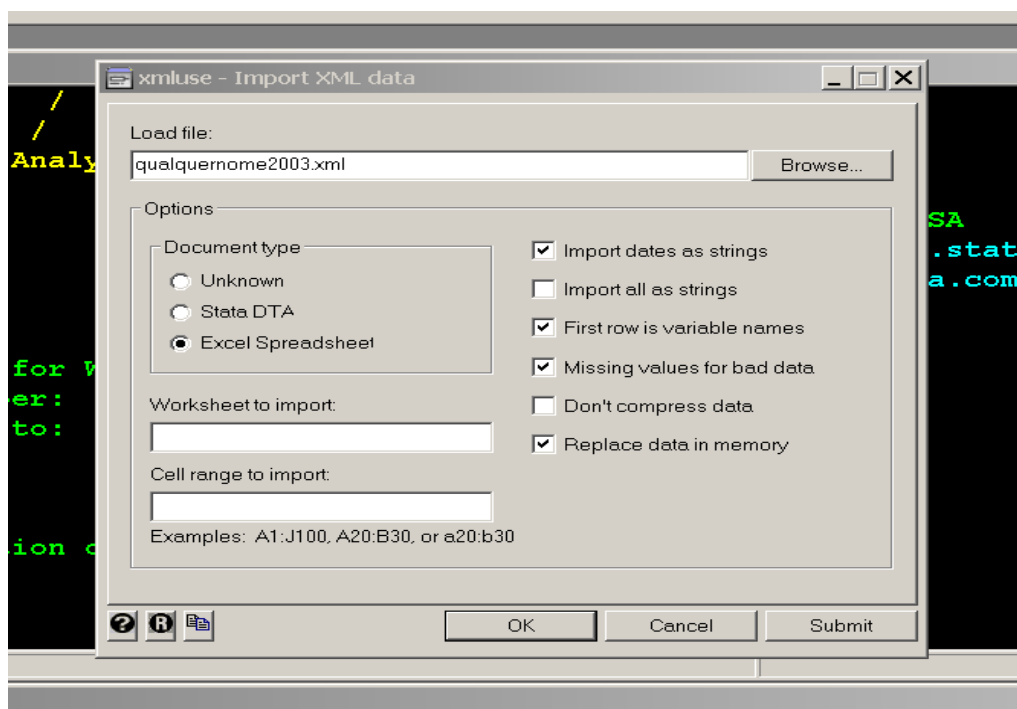 xmluse - Import XML data
/
/
Analy
Load file:
qualquernome2003.xml
Browse...
Options
SA
Document type
Import dates as strings
.stat
Unknown
Import all as strings
a.com
Stata DTA
First row is variable names
Excel Spreadsheet
Missing values for bad data
for W
er:
Worksheet to import:
Don't compress data
to:
Replace data in memory
Cell range to import:
Examples: A1:J100, A20:B30, or a20:b30
ion c
? R
OK
Cancel
Submit